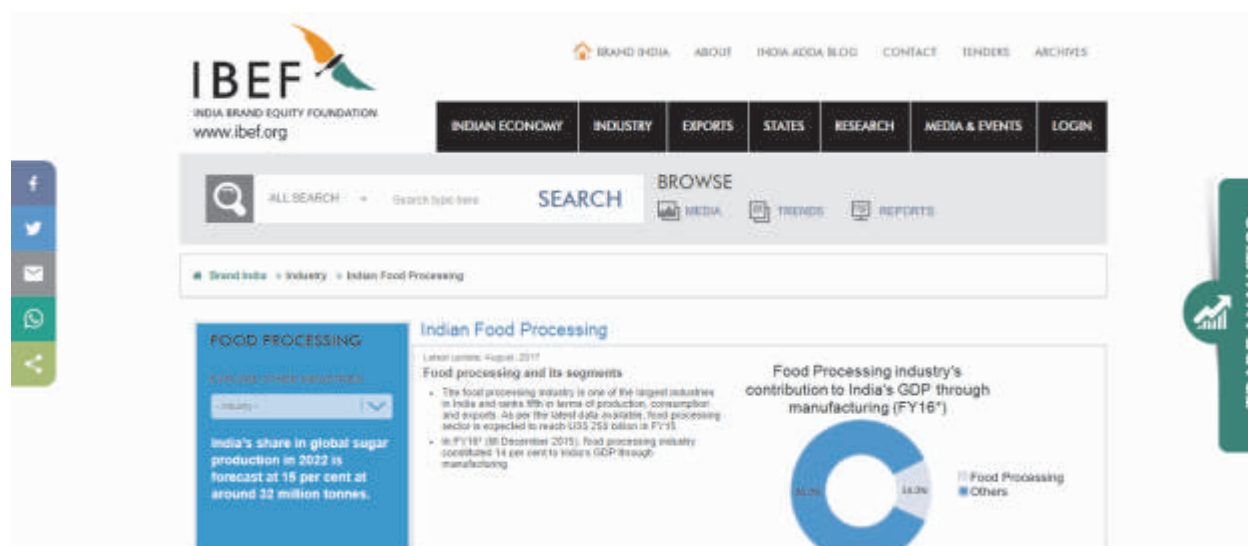 IBEF
INDIA BRAND EQUITY FOUNDATION
www.ibef.org
BRAND INDIA ABOUT INDIA ADDA BLOG CONTACT TENDERS ARCHIVES
INDIAN ECONOMY INDUSTRY EXPORTS STATES RESEARCH MEDIA & EVENTS LOGIN
ALL SEARCH Search type here SEARCH
BROWSE
MEDIA TRENDS REPORTS
Brand India Industry Indian Food Processing
FOOD PROCESSING
- Industry -
India's share in global sugar
production in 2022 is
forecast at 15 per cent at
around 32 million tonnes.
Indian Food Processing
Latest update: August, 2017
Food processing and its segments
The food processing industry is one of the largest industries
in India and ranks fifth in terms of production, consumption
and exports. As per the latest data available, food processing
sector is expected to reach US$ 258 billion in FY15.
In FY16* (till December 2015), food processing industry
constituted 14 per cent to India's GDP through
manufacturing
Food Processing industry's
contribution to India's GDP through
manufacturing (FY16*)
Food Processing
Others